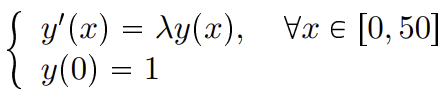 y′(x) = λy(x), ∀x ∈ [0, 50]
y(0) = 1